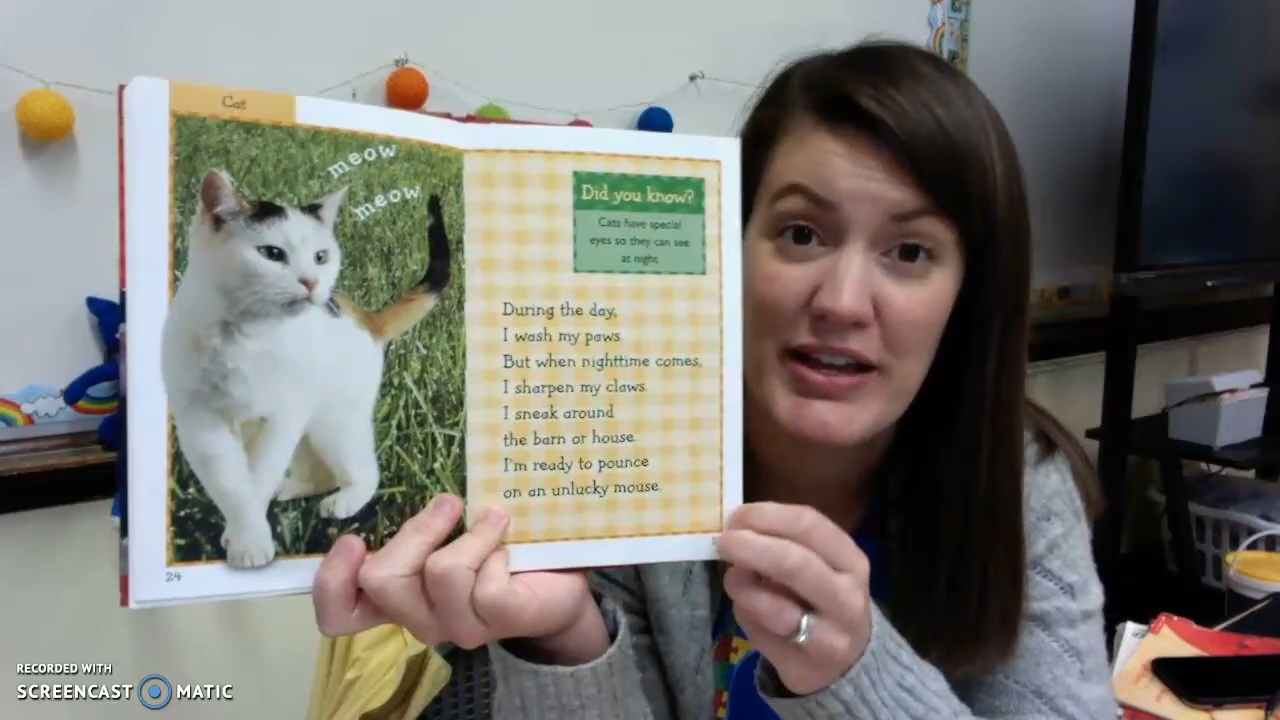 Cat
meow
meow
Did you know?
Cats have special
eyes so they can see
at night.
During the day,
I wash my paws.
But when nighttime comes,
I sharpen my claws.
I sneak around
the barn or house.
I'm ready to pounce
on an unlucky mouse.
24
RECORDED WITH
SCREENCAST MATIC